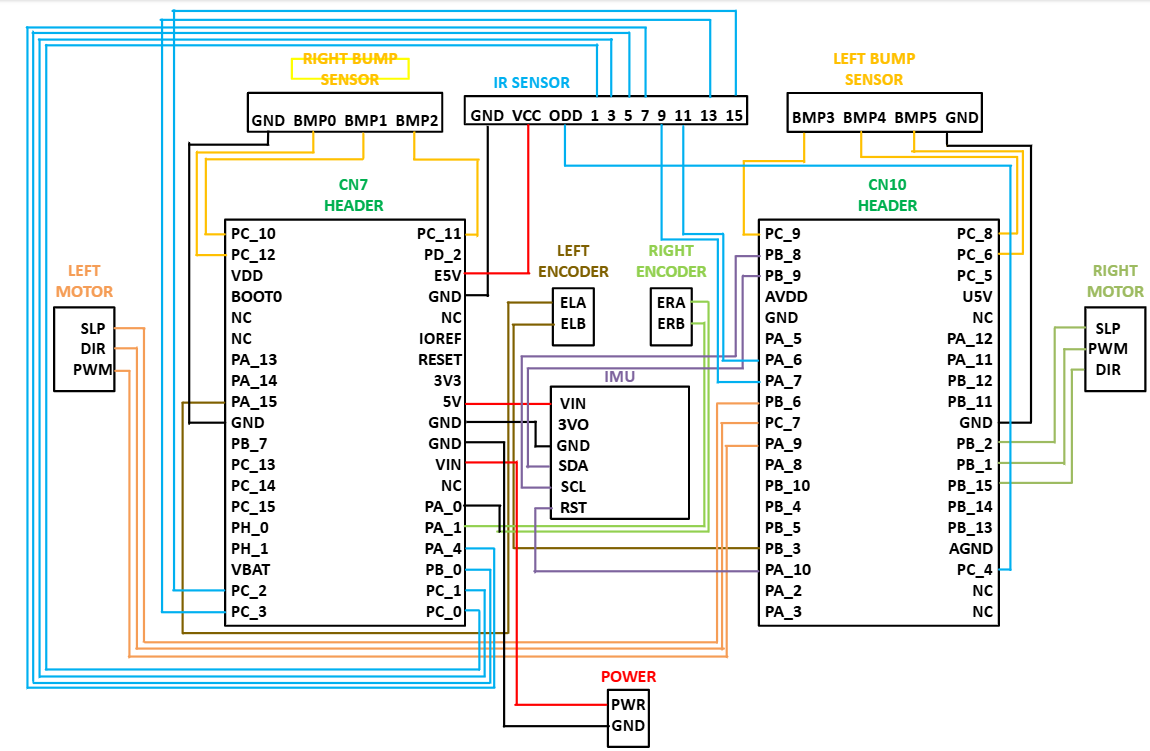 RIGHT BUMP
SENSOR
GND BMP0 BMP1 BMP2
IR SENSOR
GND VCC ODD 1 3 5 7 9 11 13 15
LEFT BUMP
SENSOR
BMP3 BMP4 BMP5 GND
CN7
HEADER
PC_10 PC_11
PC_12 PD_2
VDD E5V
BOOT0 GND
NC NC
NC IOREF
PA_13 RESET
PA_14 3V3
PA_15 5V
GND GND
PB_7 GND
PC_13 VIN
PC_14 NC
PC_15 PA_0
PH_0 PA_1
PH_1 PA_4
VBAT PB_0
PC_2 PC_1
PC_3 PC_0
LEFT
MOTOR
SLP
DIR
PWM
LEFT
ENCODER
ELA
ELB
RIGHT
ENCODER
ERA
ERB
IMU
VIN
3VO
GND
SDA
SCL
RST
CN10
HEADER
PC_9 PC_8
PB_8 PC_6
PB_9 PC_5
AVDD U5V
GND NC
PA_5 PA_12
PA_6 PA_11
PA_7 PB_12
PB_6 PB_11
PC_7 GND
PA_9 PB_2
PA_8 PB_1
PB_10 PB_15
PB_4 PB_14
PB_5 PB_13
PB_3 AGND
PA_10 PC_4
PA_2 NC
PA_3 NC
RIGHT
MOTOR
SLP
PWM
DIR
POWER
PWR
GND